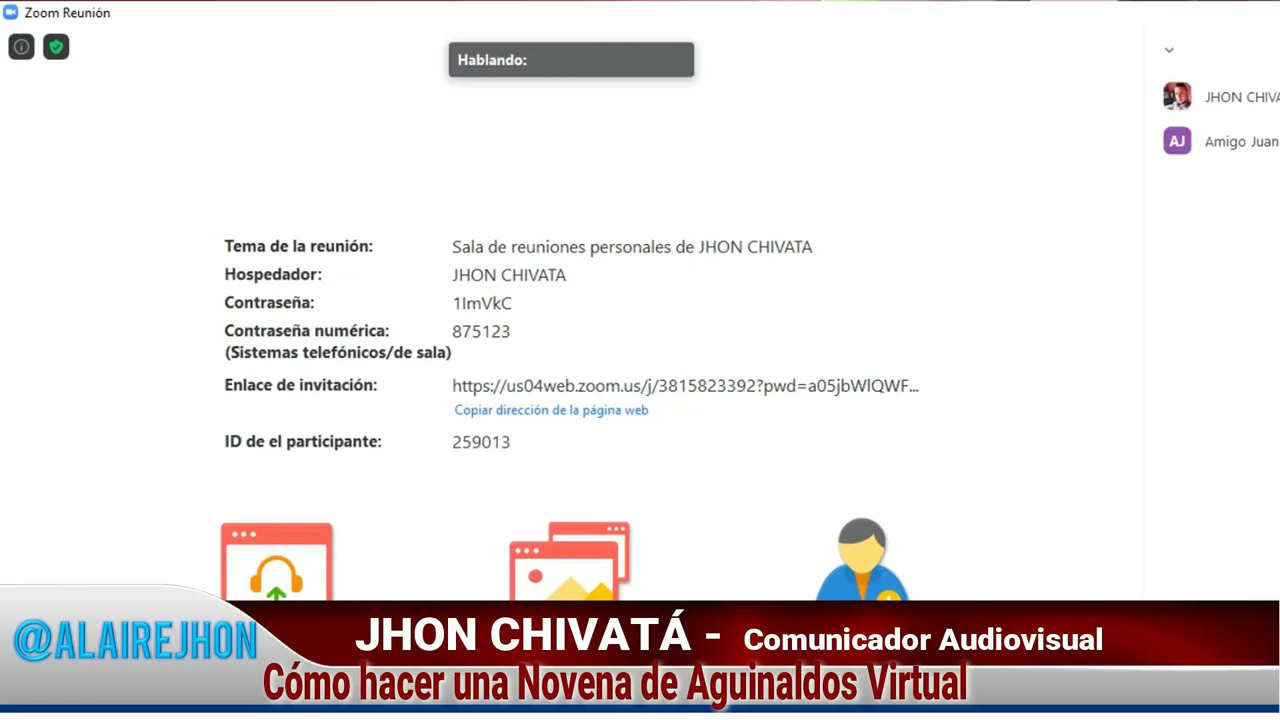 Zoom Reunión
Hablando:
JHON CHIVA
AJ Amigo Juan
Tema de la reunión: Sala de reuniones personales de JHON CHIVATA
Hospedador: JHON CHIVATA
Contraseña: 1ImVkC
Contraseña numérica: 875123
(Sistemas telefónicos/de sala)
Enlace de invitación: https://us04web.zoom.us/j/3815823392?pwd=a05jbWlQWF...
Copiar dirección de la página web
ID de el participante: 259013
@ALAIREJHON
JHON CHIVATÁ - Comunicador Audiovisual
Cómo hacer una Novena de Aguinaldos Virtual